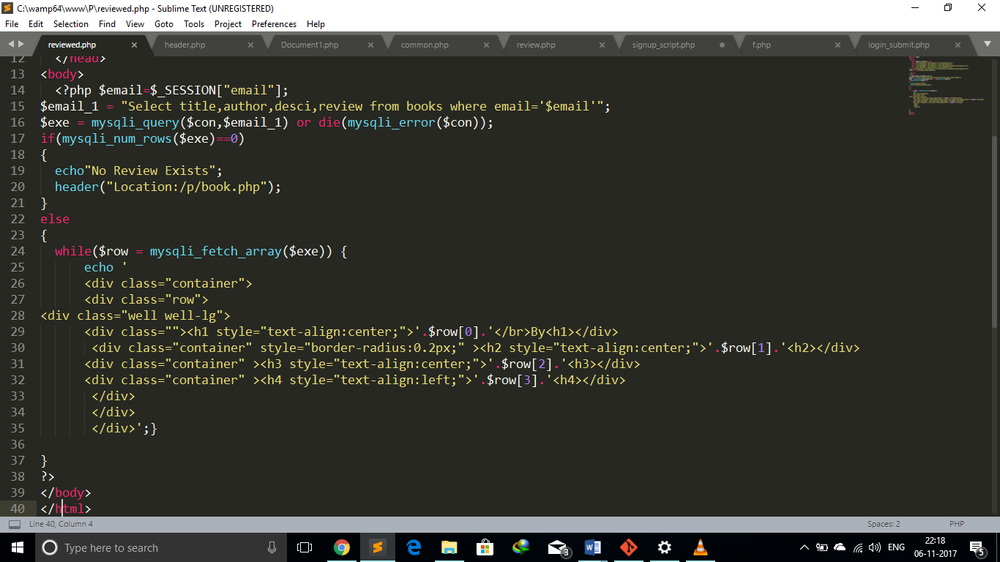 C:\wamp64\www\P\reviewed.php - Sublime Text (UNREGISTERED)
File Edit Selection Find View Goto Tools Project Preferences Help
reviewed.php header.php Document1.php common.php review.php signup_script.php f.php login_submit.php
12 </head>
13 <body>
14 <?php $email=$_SESSION["email"];
15 $email_1 = "Select title,author,desci,review from books where email='$email'";
16 $exe = mysqli_query($con,$email_1) or die(mysqli_error($con));
17 if(mysqli_num_rows($exe)==0)
18 {
19 echo"No Review Exists";
20 header("Location:/p/book.php");
21 }
22 else
23 {
24 while($row = mysqli_fetch_array($exe)) {
25 echo '
26 <div class="container">
27 <div class="row">
28 <div class="well well-lg">
29 <div class=""><h1 style="text-align:center;">'.$row[0].'</br>By<h1></div>
30 <div class="container" style="border-radius:0.2px;" ><h2 style="text-align:center;">'.$row[1].'<h2></div>
31 <div class="container" ><h3 style="text-align:center;">'.$row[2].'<h3></div>
32 <div class="container" ><h4 style="text-align:left;">'.$row[3].'<h4></div>
33 </div>
34 </div>
35 </div>';}
36
37 }
38 ?>
39 </body>
40 </html>
Line 40, Column 4 Spaces: 2 PHP
Type here to search 3 ENG 22:18
06-11-2017 5